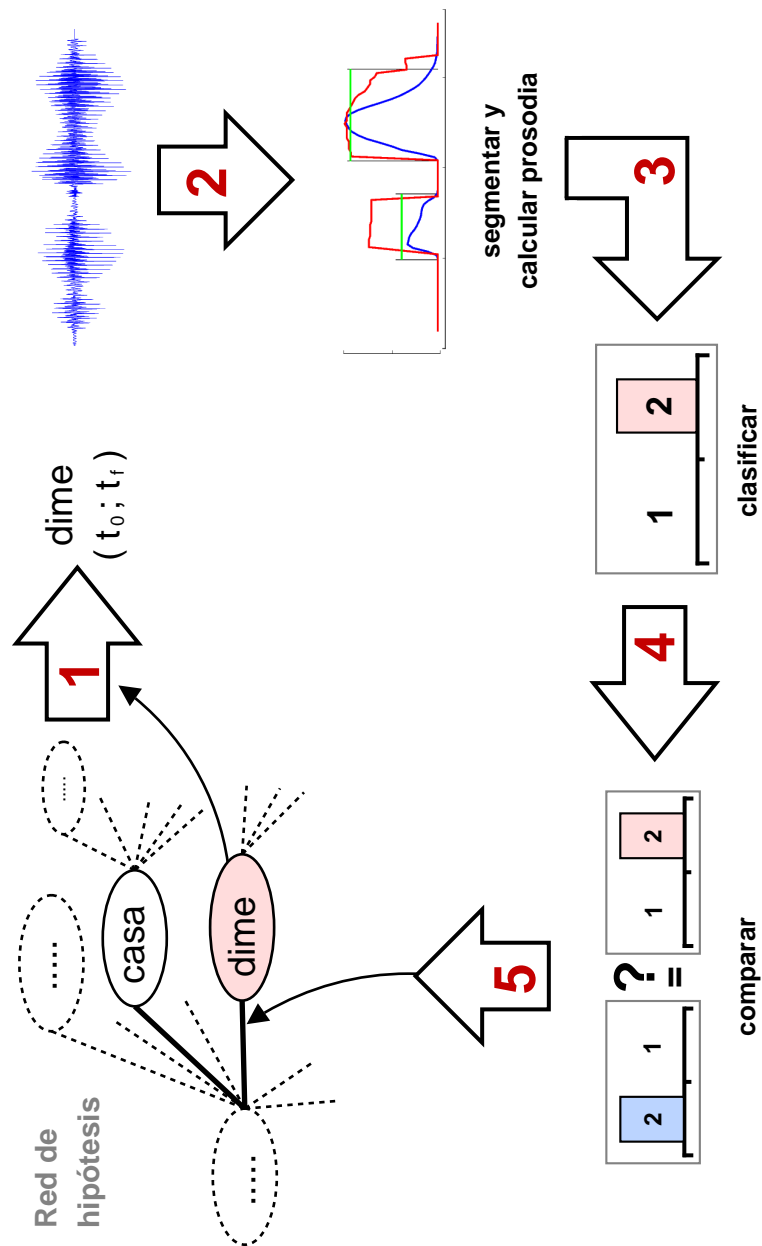 Red de
hipótesis
.....
.....
.....
casa
dime
.....
1
dime
(t₀;t_f)
2
segmentar y
calcular prosodia
3
1 2
clasificar
4
2 1
?
=
1 2
comparar
5